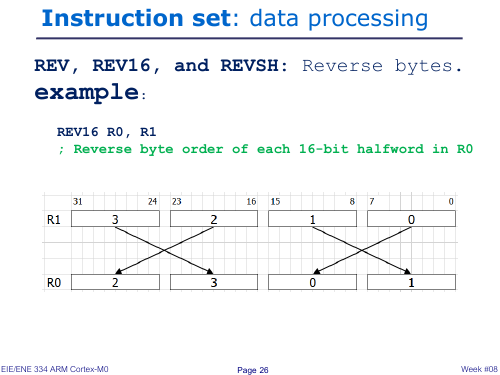 Instruction set: data processing
REV, REV16, and REVSH: Reverse bytes.
example:
REV16 R0, R1
; Reverse byte order of each 16-bit halfword in R0
31 24 23 16 15 8 7 0
R1 3 2 1 0
R0 2 3 0 1
EIE/ENE 334 ARM Cortex-M0 Page 26 Week #08